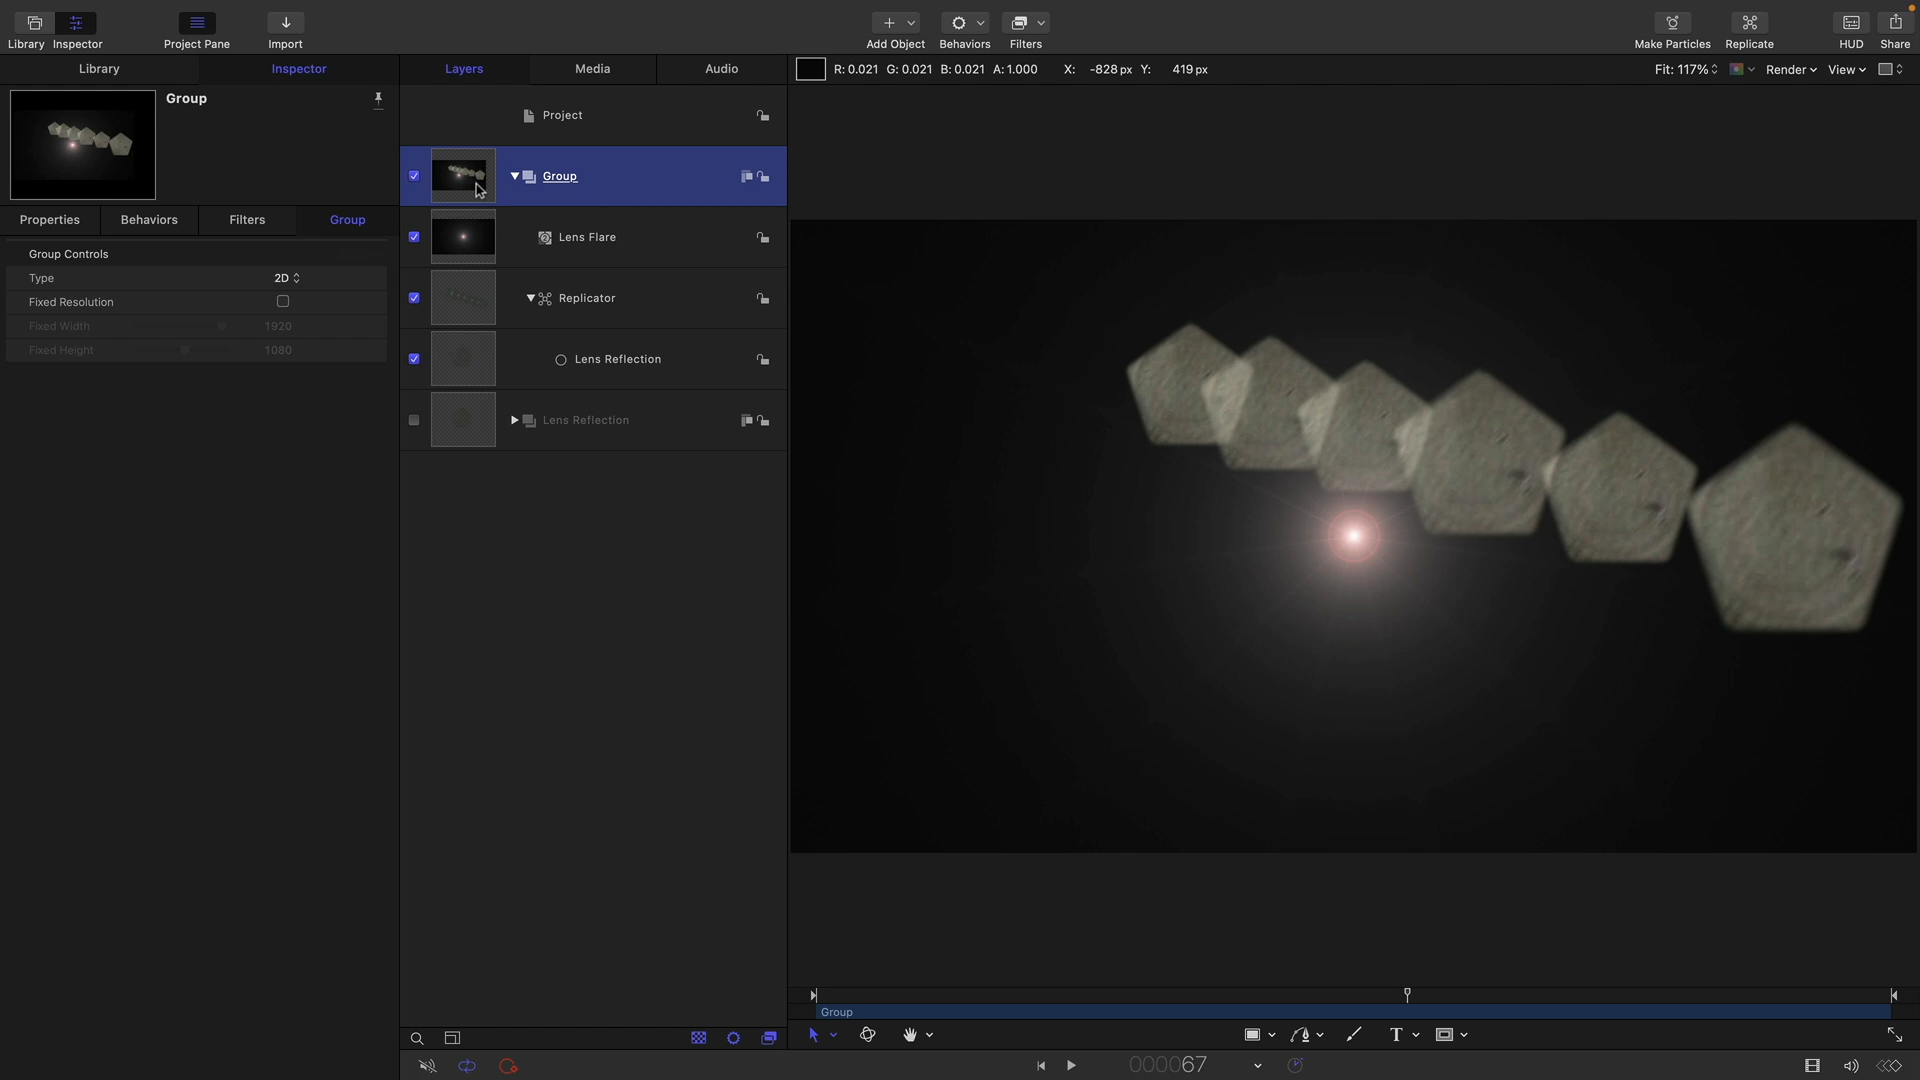 Library Inspector Project Pane Import Add Object Behaviors Filters Make Particles Replicate HUD Share
Library Inspector Layers Media Audio R: 0.021 G: 0.021 B: 0.021 A: 1.000 X: -828 px Y: 419 px Fit: 117% Render View
Group
Project
Group
Properties Behaviors Filters Group
Lens Flare
Group Controls
Type 2D
Fixed Resolution
Fixed Width 1920
Fixed Height 1080
Replicator
Lens Reflection
Lens Reflection
Group
T
000067